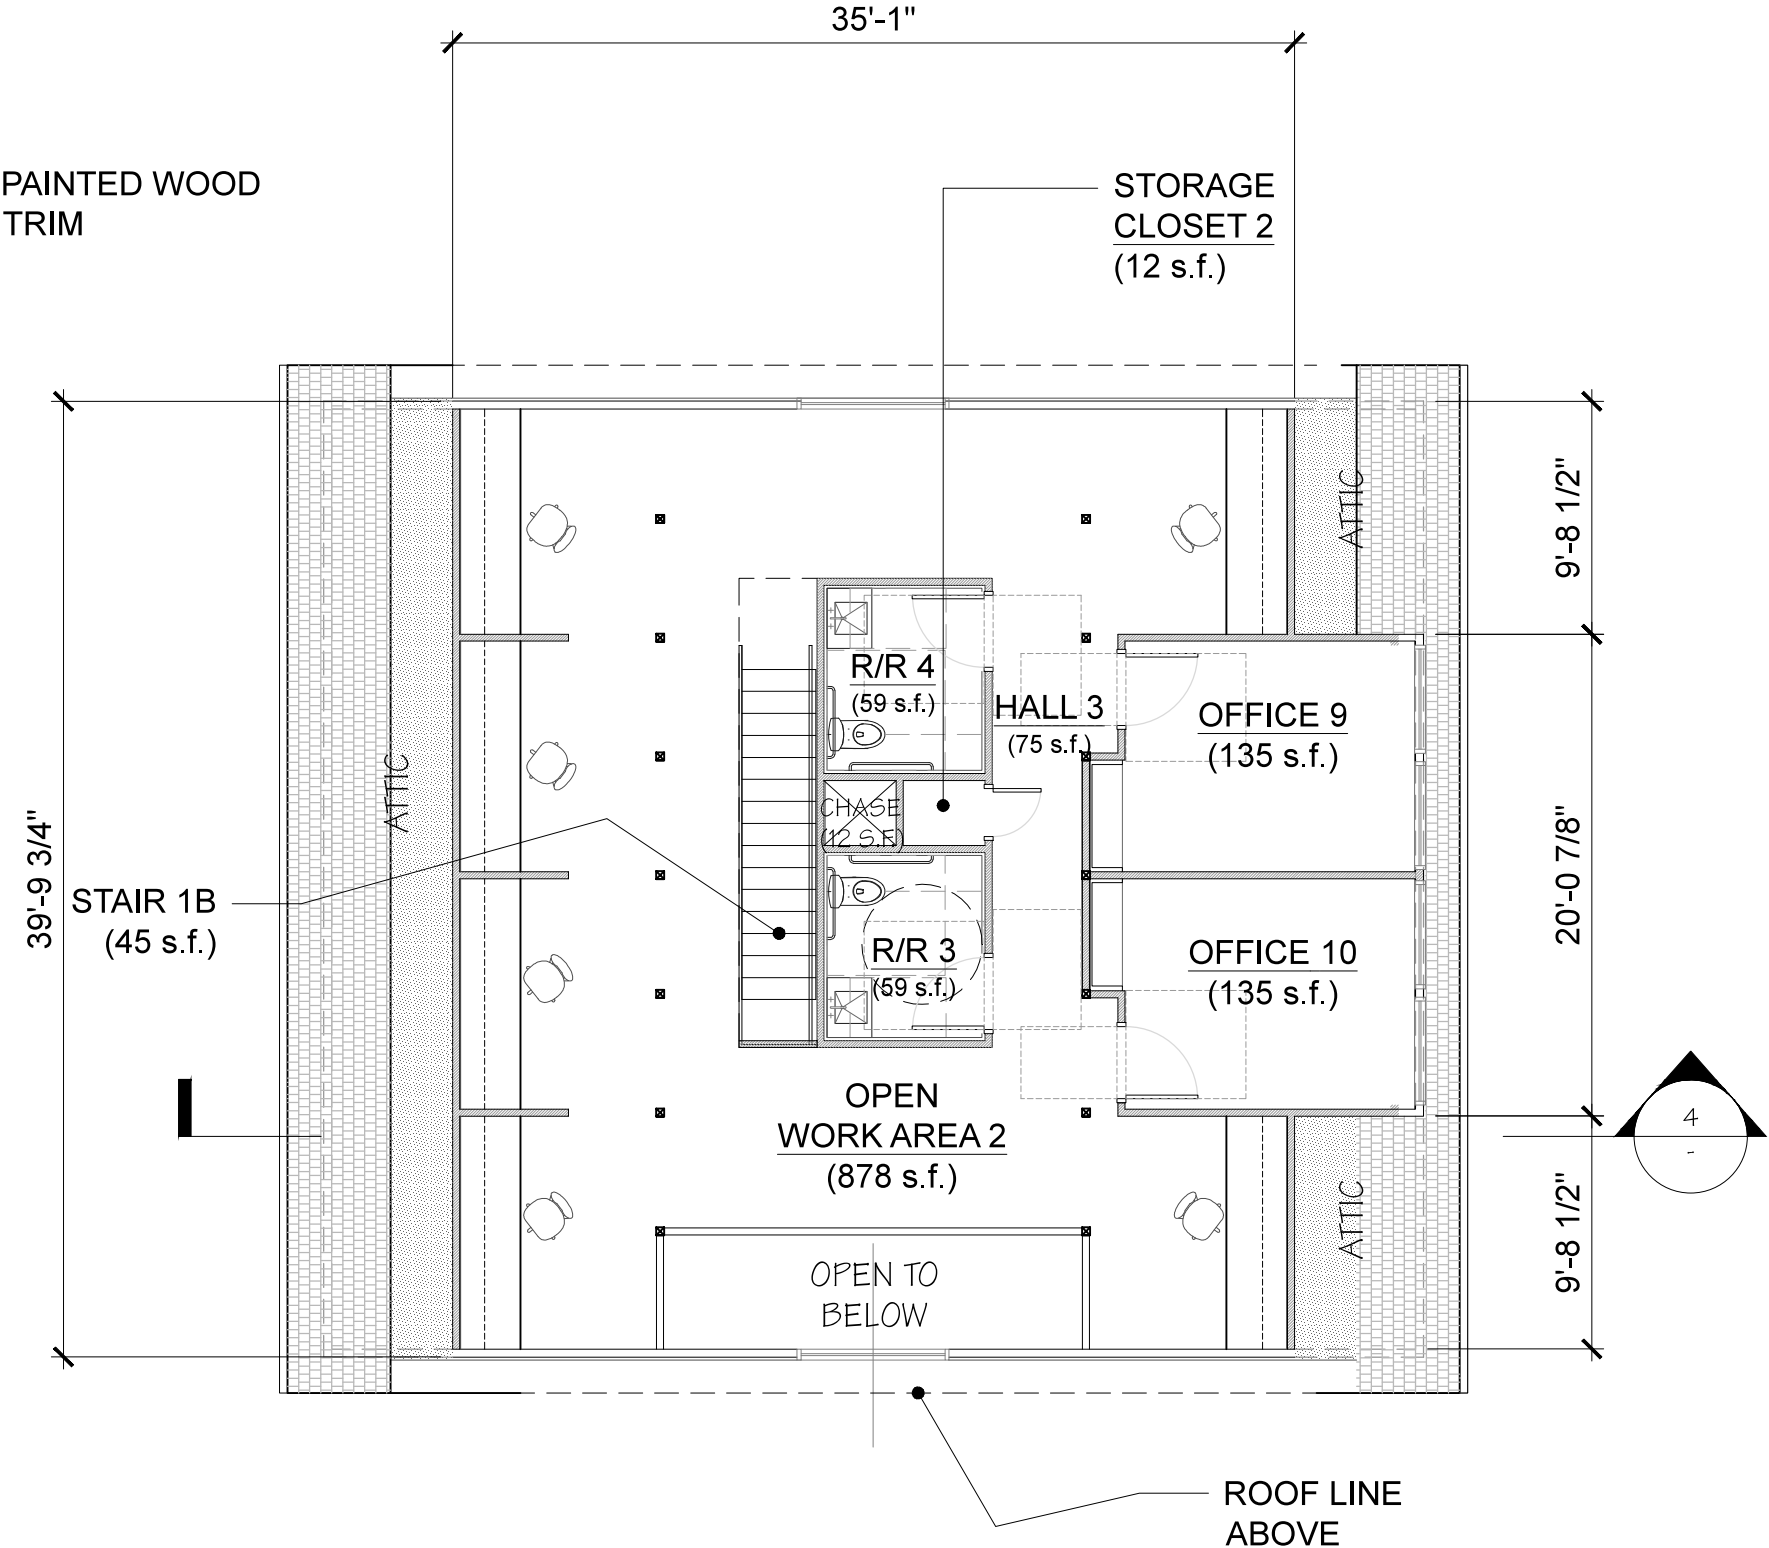 35'-1"
PAINTED WOOD
TRIM
STORAGE
CLOSET 2
(12 s.f.)
ATTIC
9'-8 1/2"
R/R 4
(59 s.f.)
HALL 3
(75 s.f.)
OFFICE 9
(135 s.f.)
ATTIC
CHASE
(12 S.F.)
39'-9 3/4"
20'-0 7/8"
STAIR 1B
(45 s.f.)
R/R 3
(59 s.f.)
OFFICE 10
(135 s.f.)
OPEN
WORK AREA 2
(878 s.f.)
4
-
ATTIC
9'-8 1/2"
OPEN TO
BELOW
ROOF LINE
ABOVE